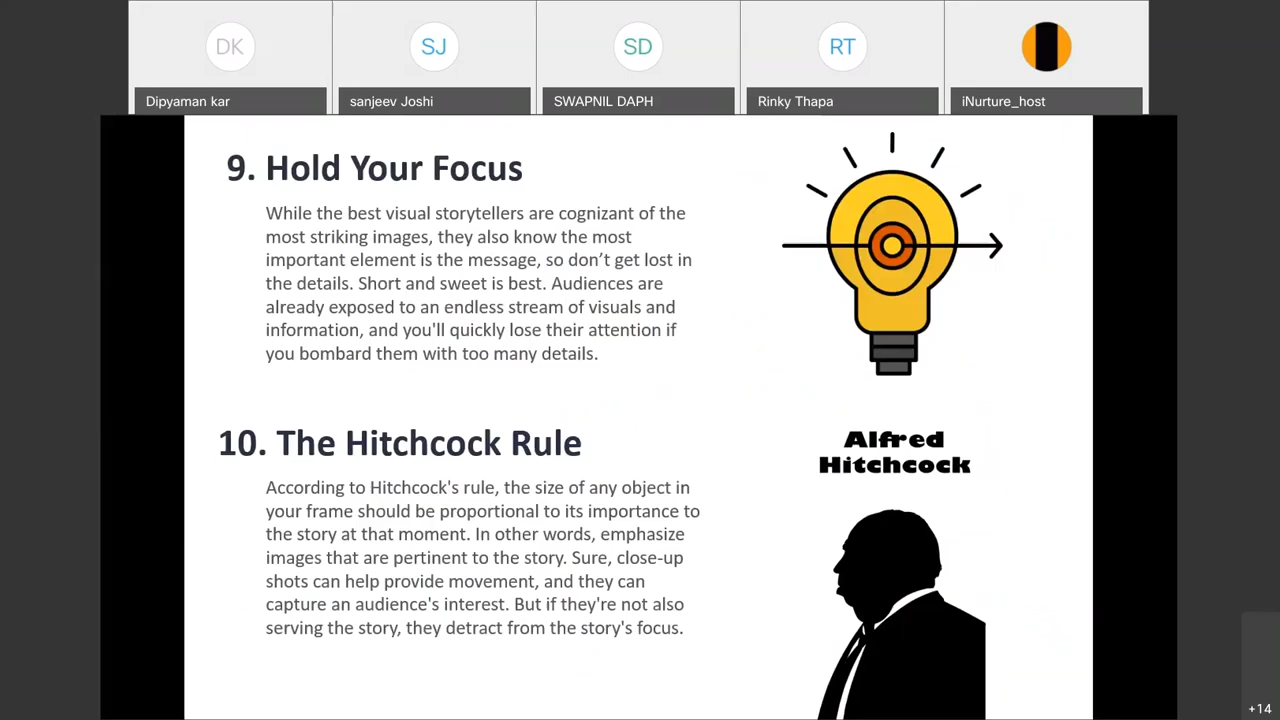 DK
SJ
SD
RT
Dipyaman kar
sanjeev Joshi
SWAPNIL DAPH
Rinky Thapa
iNurture_host
9. Hold Your Focus
While the best visual storytellers are cognizant of the
most striking images, they also know the most
important element is the message, so don’t get lost in
the details. Short and sweet is best. Audiences are
already exposed to an endless stream of visuals and
information, and you'll quickly lose their attention if
you bombard them with too many details.
10. The Hitchcock Rule
According to Hitchcock's rule, the size of any object in
your frame should be proportional to its importance to
the story at that moment. In other words, emphasize
images that are pertinent to the story. Sure, close-up
shots can help provide movement, and they can
capture an audience's interest. But if they're not also
serving the story, they detract from the story's focus.
Alfred
Hitchcock
+14